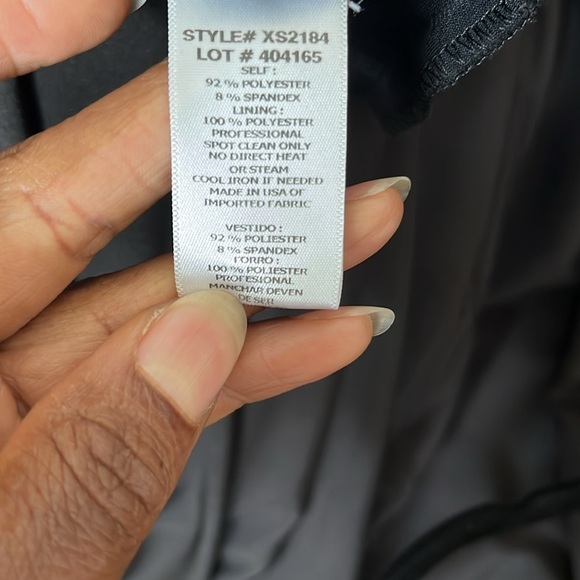 STYLE# XS2184
LOT # 404165
SELF :
92 % POLYESTER
8 % SPANDEX
LINING :
100 % POLYESTER
PROFESSIONAL
SPOT CLEAN ONLY
NO DIRECT HEAT
OR STEAM
COOL IRON IF NEEDED
MADE IN USA OF
IMPORTED FABRIC
VESTIDO :
92 % POLIESTER
8 % SPANDEX
FORRO :
100 % POLIESTER
PROFESIONAL
MANCHAR DEVEN
DE SER